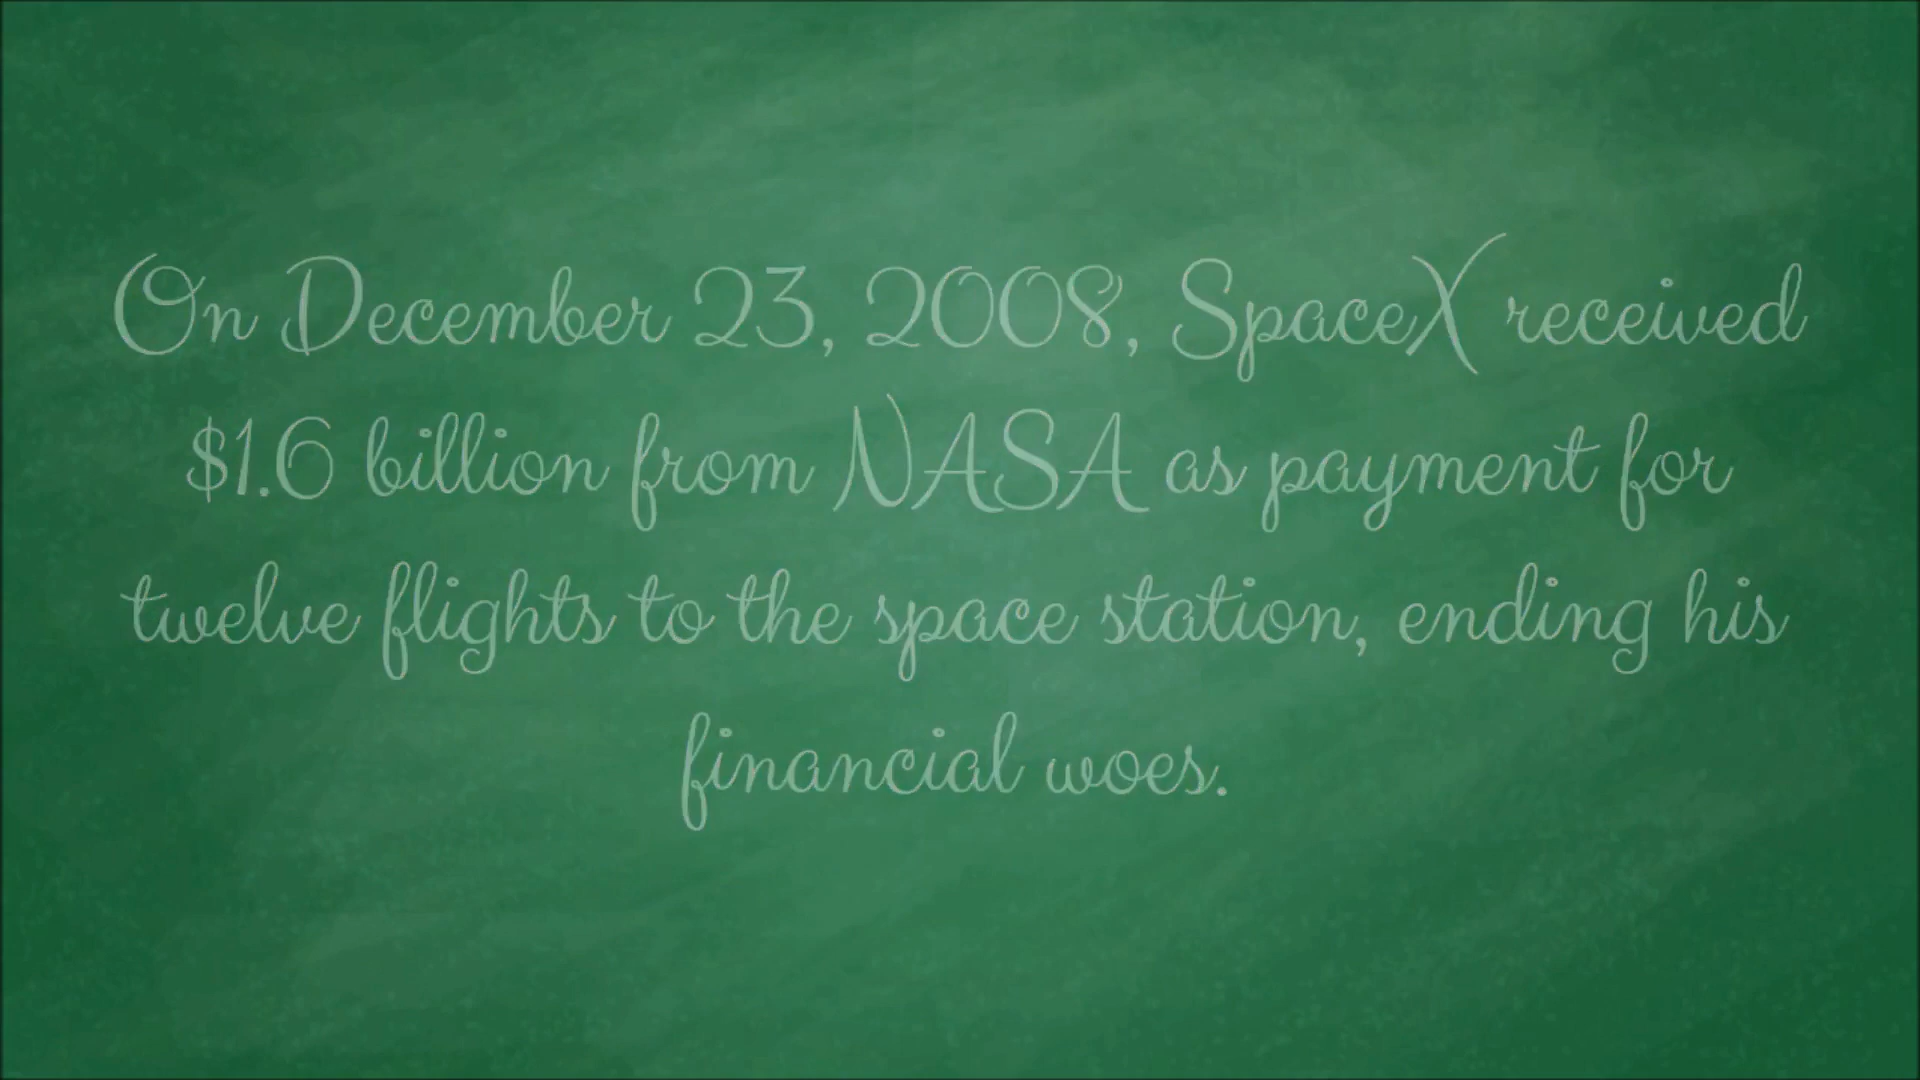 On December 23, 2008, SpaceX received
$1.6 billion from NASA as payment for
twelve flights to the space station, ending his
financial woes.